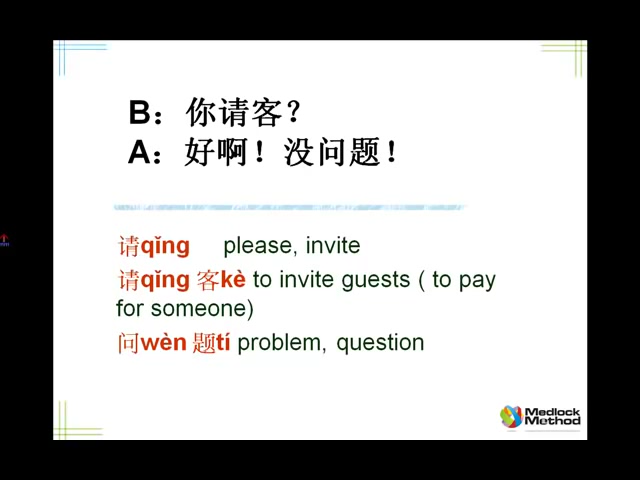 B：你请客？
A：好啊！没问题！
请qǐng please, invite
请qǐng 客kè to invite guests ( to pay
for someone)
问wèn 题tí problem, question
Medlock
Method